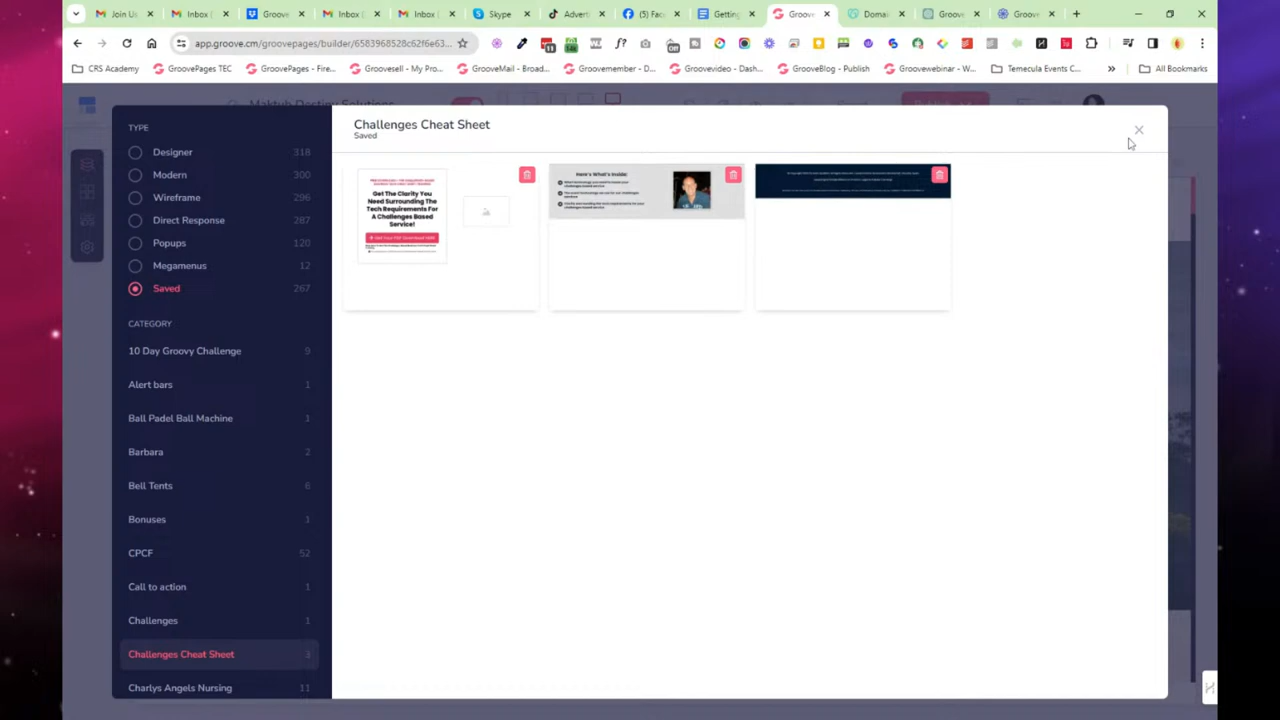 Join Us
Inbox (
Groove
Inbox (
Inbox (
Skype
Adverti
(5) Fac
Getting
Groove
Domai
Groove
Groove
app.groove.cm/groovepages/builder/6583968528c62f6e63...
CRS Academy
GroovePages TEC
GroovePages - Fire...
Groovesell - My Pro...
GrooveMail - Broad...
Groovemember - D...
Groovevideo - Dash...
GrooveBlog - Publish
Groovewebinar - W...
Temecula Events C...
All Bookmarks
Maktub Destiny Solutions
TYPE
Designer 318
Modern 300
Wireframe 296
Direct Response 287
Popups 120
Megamenus 12
Saved 267
CATEGORY
10 Day Groovy Challenge 9
Alert bars 1
Ball Padel Ball Machine 1
Barbara 2
Bell Tents 6
Bonuses 1
CPCF 52
Call to action 1
Challenges 1
Challenges Cheat Sheet 3
Charlys Angels Nursing 11
Challenges Cheat Sheet
Saved
Get The Clarity You
Need Surrounding The
Tech Requirements For
A Challenges Based
Service!
Here's What's Inside: